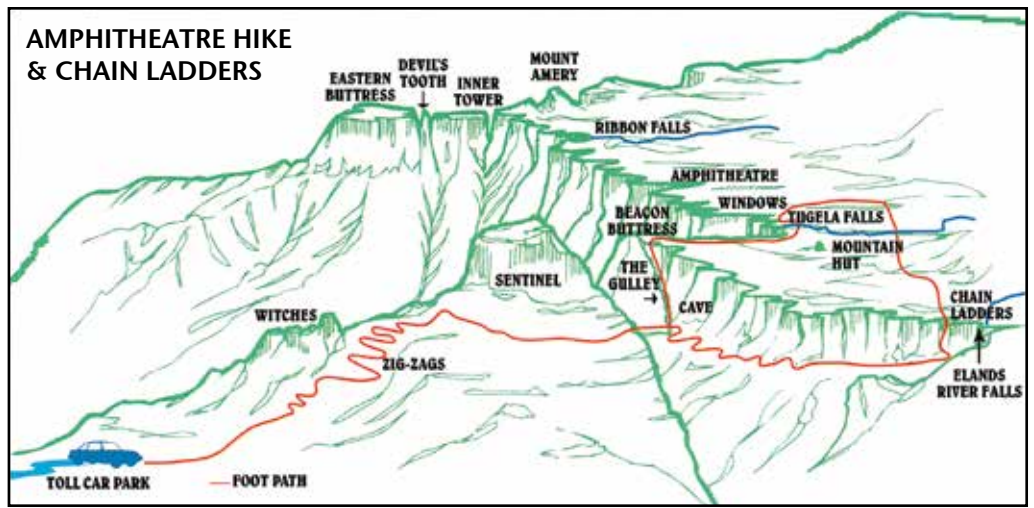 AMPHITHEATRE HIKE
& CHAIN LADDERS
EASTERN
BUTTRESS
DEVIL'S
TOOTH
INNER
TOWER
MOUNT
AMERY
RIBBON FALLS
AMPHITHEATRE
WINDOWS
BEACON
BUTTRESS
TUGELA FALLS
MOUNTAIN
HUT
THE
GULLEY
SENTINEL
CAVE
CHAIN
LADDERS
WITCHES
ZIG-ZAGS
ELANDS
RIVER FALLS
TOLL CAR PARK
FOOT PATH